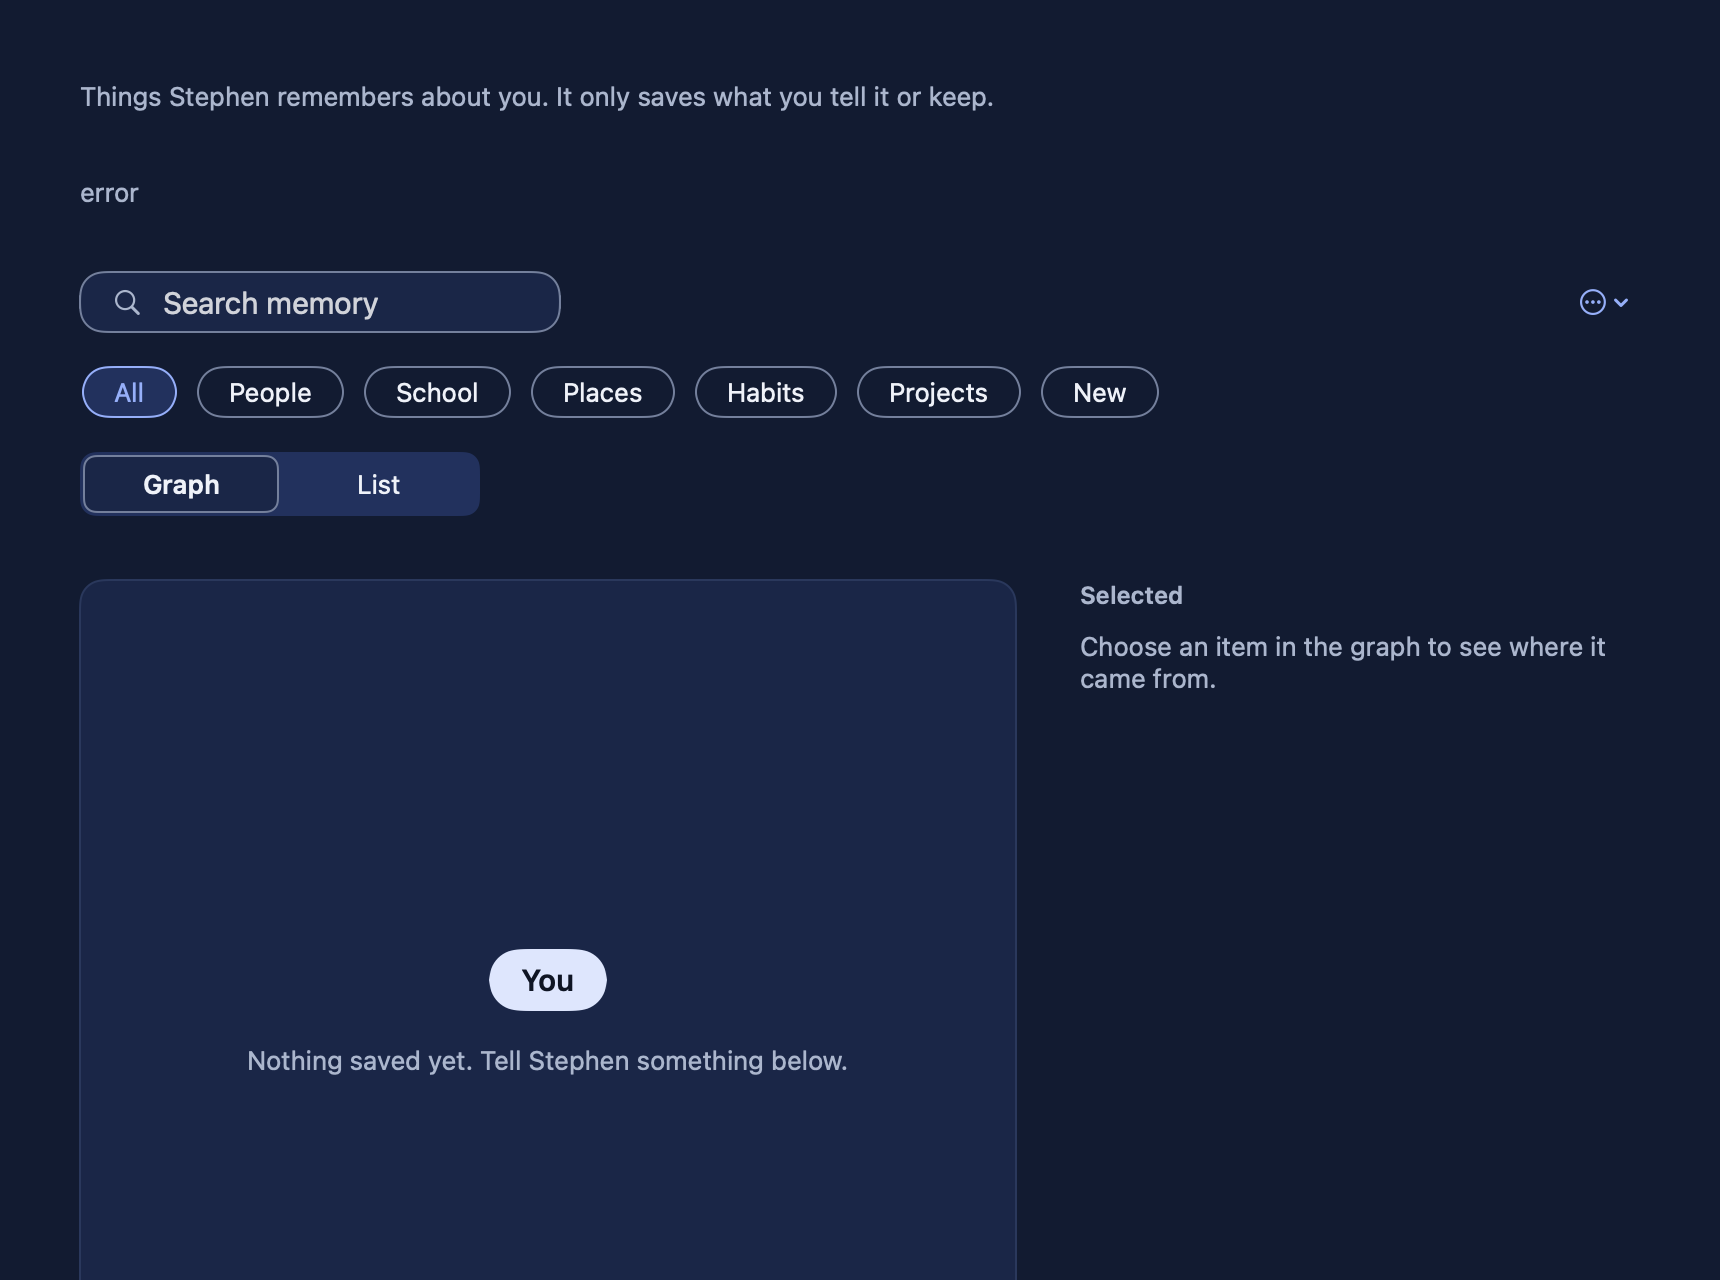 Things Stephen remembers about you. It only saves what you tell it or keep.
error
Search memory
All
People
School
Places
Habits
Projects
New
Graph
List
Selected
Choose an item in the graph to see where it
came from.
You
Nothing saved yet. Tell Stephen something below.